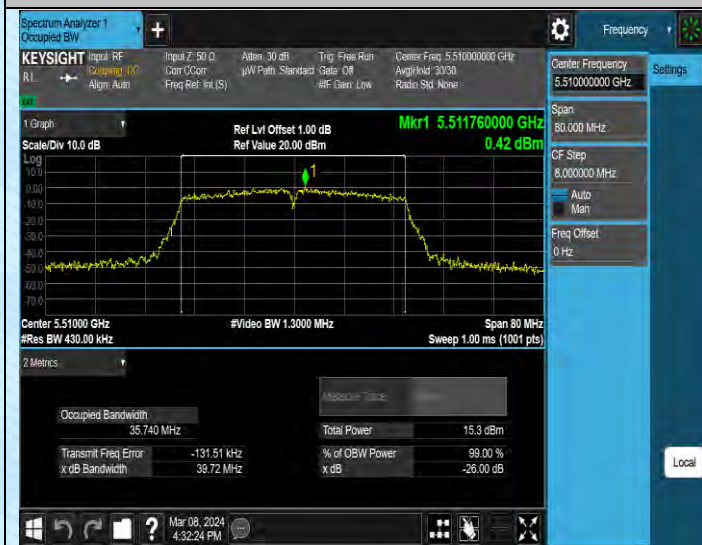 Spectrum Analyzer 1
Occupied BW
+
Frequency
KEYSIGHT
Input: RF
Coupling: DC
Align: Auto
Input Z: 50 Ω
Corr CCorr
Freq Ref: Int (S)
Atten: 30 dB
µW Path: Standard
Trig: Free Run
Gate: Off
#IF Gain: Low
Center Freq: 5.510000000 GHz
Avg|Hold: 30/30
Radio Std: None
Center Frequency
5.510000000 GHz
Settings
Span
80.000 MHz
CF Step
8.000000 MHz
Auto
Man
Freq Offset
0 Hz
1 Graph
Scale/Div 10.0 dB
Ref Lvl Offset 1.00 dB
Ref Value 20.00 dBm
Mkr1 5.511760000 GHz
0.42 dBm
Log
10.0
0.00
-10.0
-20.0
-30.0
-40.0
-50.0
-60.0
-70.0
1
Center 5.51000 GHz
#Video BW 1.3000 MHz
Span 80 MHz
#Res BW 430.00 kHz
Sweep 1.00 ms (1001 pts)
2 Metrics
Measure Trace
Occupied Bandwidth
35.740 MHz
Total Power 15.3 dBm
Transmit Freq Error -131.51 kHz
% of OBW Power 99.00 %
x dB Bandwidth 39.72 MHz
x dB -26.00 dB
Local
?
Mar 08, 2024
4:32:24 PM